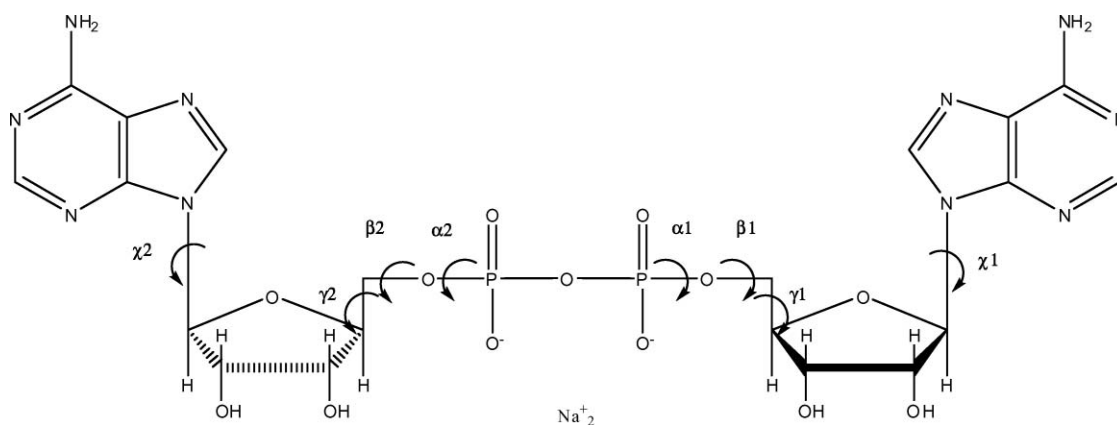 NH₂ NH₂
N N N N
N N N N
O O
β2 α2 α1 β1
χ2 χ1
O O P O P O O
γ2 γ1
H H H H
O⁻ O⁻
H H H H
OH OH OH OH
Na⁺₂